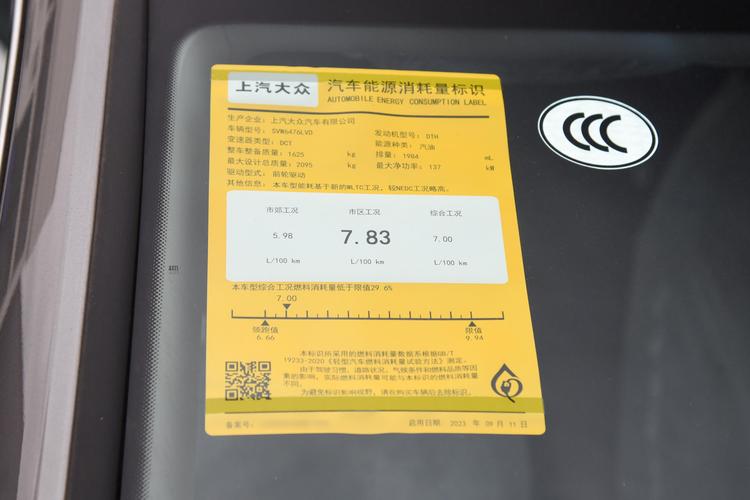 上汽大众
汽车能源消耗量标识
AUTOMOBILE ENERGY CONSUMPTION LABEL
生产企业：上汽大众汽车有限公司
车辆型号：SVW6476LVD 发动机型号：DTH
变速器类型：DCT 能源种类：汽油
整车整备质量：1625 kg 排量：1984 mL
最大设计总质量：2095 kg 最大净功率：137 kW
驱动型式：前轮驱动
其他信息：本车型能耗基于新的WLTC工况，较NEDC工况略高。
市郊工况 市区工况 综合工况
5.98 7.83 7.00
L/100 km L/100 km L/100 km
本车型综合工况燃料消耗量低于限值29.6%
7.00
领跑值 限值
6.66 9.94
本标识所采用的燃料消耗量数据系根据GB/T
19233-2020《轻型汽车燃料消耗量试验方法》测定。
由于驾驶习惯、道路状况、气候条件和燃料品质等因
素的影响，实际燃料消耗量可能与本标识的燃料消耗量
不同。
为避免标识影响视野，请在购买车辆后去除标识。
备案号：
启用日期：2023 年 09 月 11 日
CCC